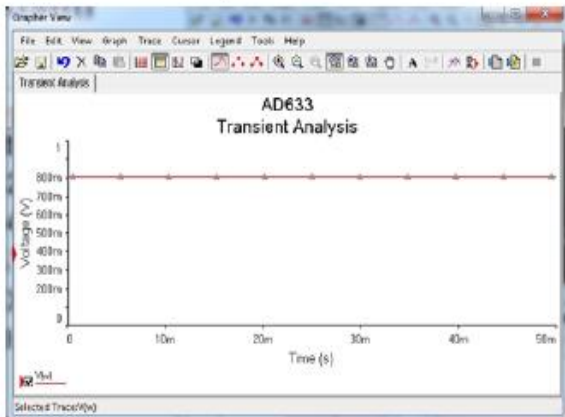 Grapher View
File Edit View Graph Trace Cursor Legend Tools Help
Transient Analysis
AD633
Transient Analysis
Voltage (V)
1
800m
700m
600m
500m
400m
300m
200m
0
0 10m 20m 30m 40m 50m
Time (s)
V(w)
Selected Trace:V(w)